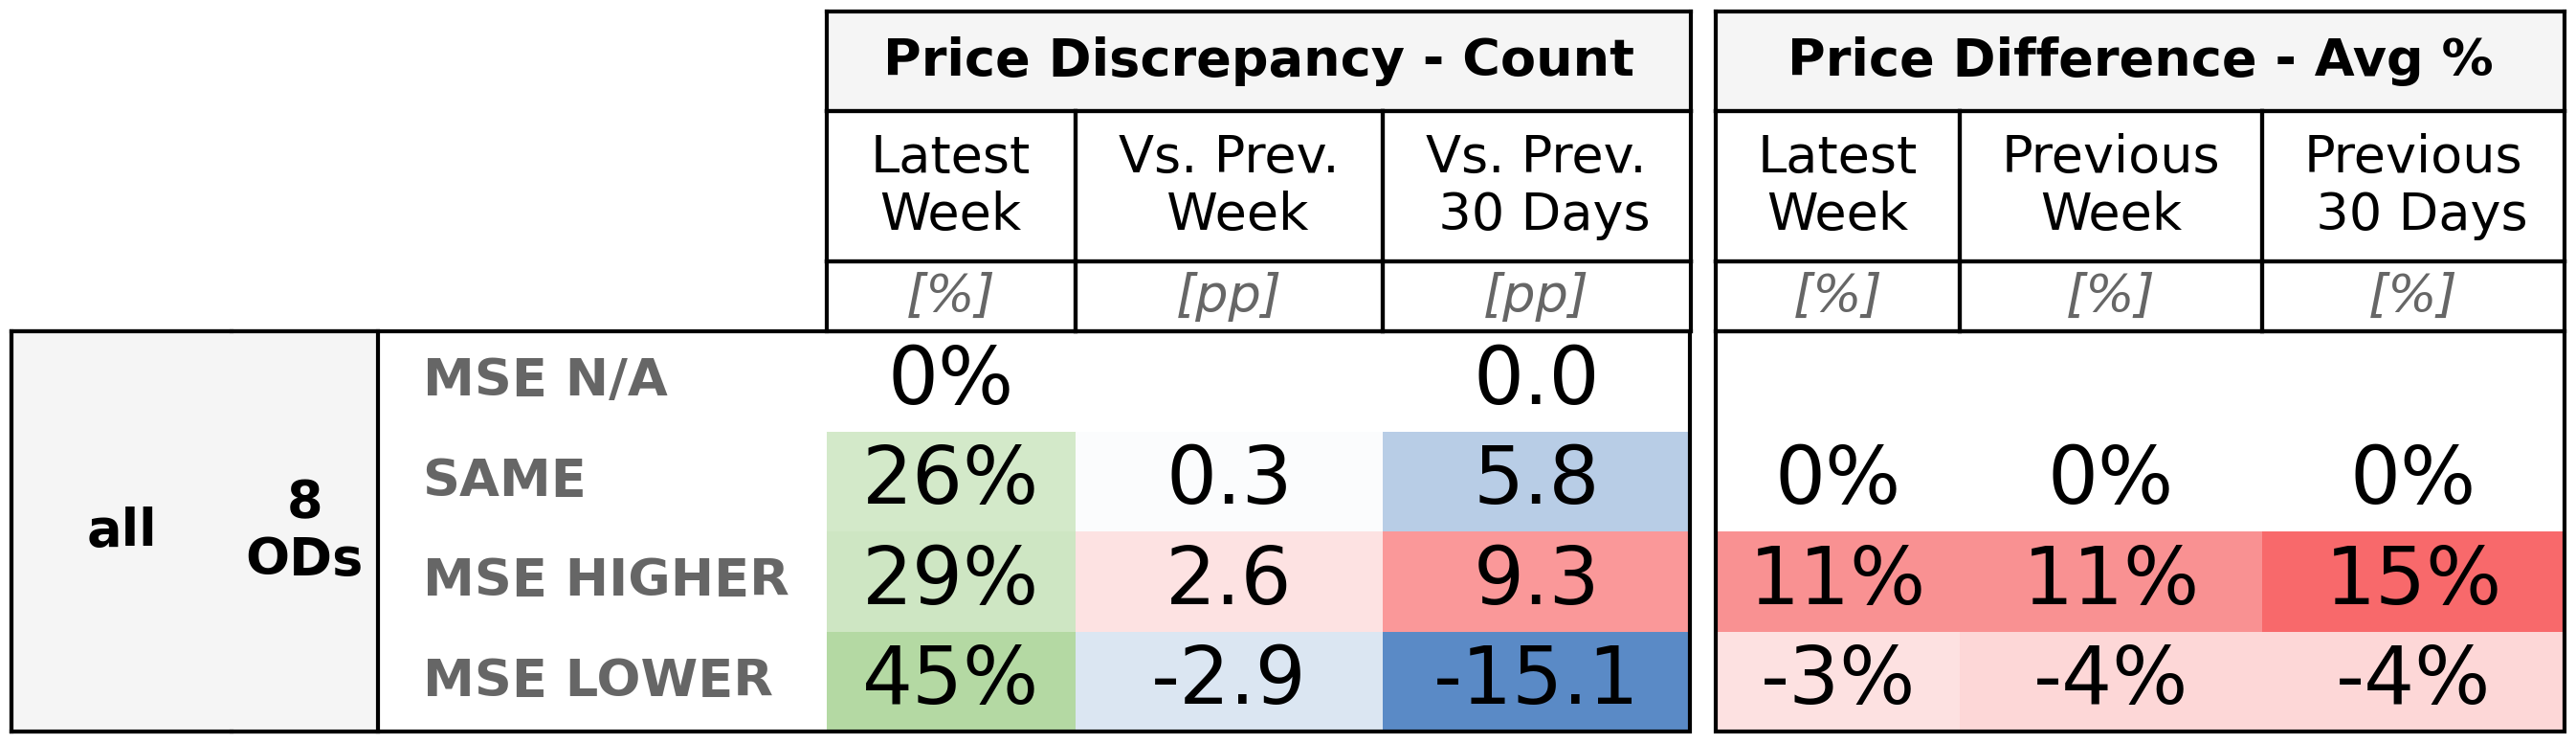 Price Discrepancy - Count Price Difference - Avg %
Latest Week Vs. Prev. Week Vs. Prev. 30 Days Latest Week Previous Week Previous 30 Days
[%] [pp] [pp] [%] [%] [%]
all 8 ODs
MSE N/A 0% 0.0
SAME 26% 0.3 5.8 0% 0% 0%
MSE HIGHER 29% 2.6 9.3 11% 11% 15%
MSE LOWER 45% -2.9 -15.1 -3% -4% -4%